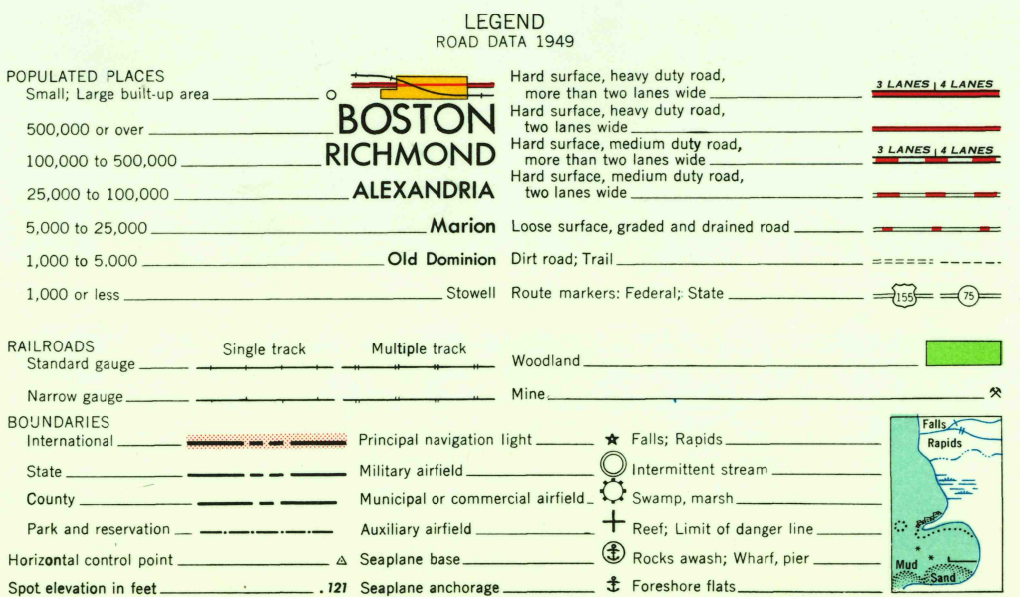 LEGEND
ROAD DATA 1949
POPULATED PLACES
Small; Large built-up area
500,000 or over BOSTON
100,000 to 500,000 RICHMOND
25,000 to 100,000 ALEXANDRIA
5,000 to 25,000 Marion
1,000 to 5.000 Old Dominion
1,000 or less Stowell
Hard surface, heavy duty road,
more than two lanes wide 3 LANES 4 LANES
Hard surface, heavy duty road,
two lanes wide
Hard surface, medium duty road,
more than two lanes wide 3 LANES 4 LANES
Hard surface, medium duty road,
two lanes wide
Loose surface, graded and drained road
Dirt road; Trail
Route markers: Federal; State 155 75
RAILROADS Single track Multiple track
Standard gauge
Narrow gauge
Woodland
Mine
BOUNDARIES
International
State
County
Park and reservation
Horizontal control point
Spot elevation in feet .121
Principal navigation light
Military airfield
Municipal or commercial airfield
Auxiliary airfield
Seaplane base
Seaplane anchorage
Falls; Rapids
Intermittent stream
Swamp, marsh
Reef; Limit of danger line
Rocks awash; Wharf, pier
Foreshore flats
Falls
Rapids
Mud
Sand